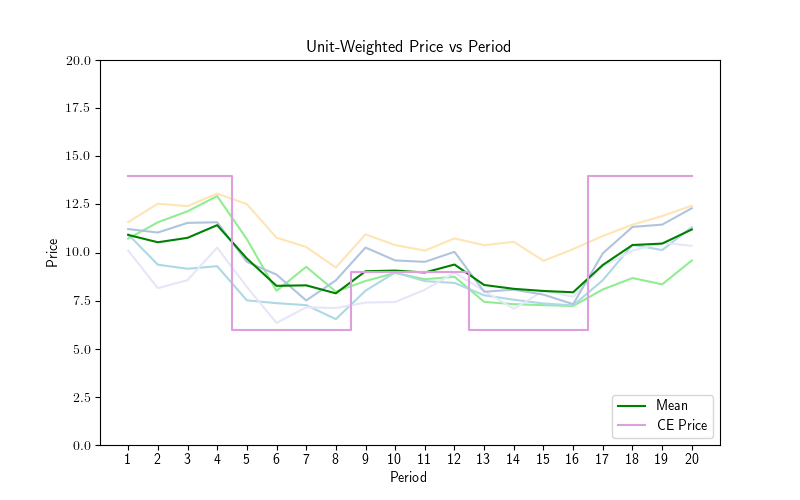 Unit-Weighted Price vs Period
Price
20.0
17.5
15.0
12.5
10.0
7.5
5.0
2.5
0.0
Mean
CE Price
1 2 3 4 5 6 7 8 9 10 11 12 13 14 15 16 17 18 19 20
Period